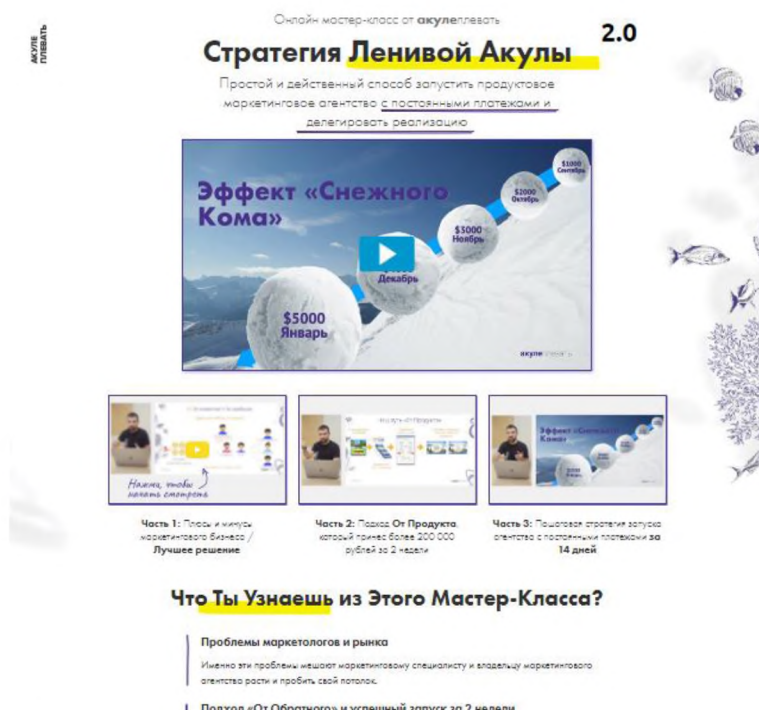 АКУЛЕ
ПЛЕВАТЬ
Онлайн мастер-класс от акулеплевать
Стратегия Ленивой Акулы
2.0
Простой и действенный способ запустить продуктовое
маркетинговое агентство с постоянными платежами и
делегировать реализацию
Эффект «Снежного
Кома»
$1000
Сентябрь
$2000
Октябрь
$3000
Ноябрь
Декабрь
$5000
Январь
акуле
Нажми, чтобы
начать смотреть
Эффект «Снежного
Кома»
Часть 1: Плюсы и минусы
маркетингового бизнеса /
Лучшее решение
Часть 2: Подход От Продукта,
который принес более 200 000
рублей за 2 недели
Часть 3: Пошаговая стратегия запуска
агентства с постоянными платежами за
14 дней
Что Ты Узнаешь из Этого Мастер-Класса?
Проблемы маркетологов и рынка
Именно эти проблемы мешают маркетинговому специалисту и владельцу маркетингового
агентства расти и пробить свой потолок.
Подход «От Обратного» и успешный запуск за 2 недели